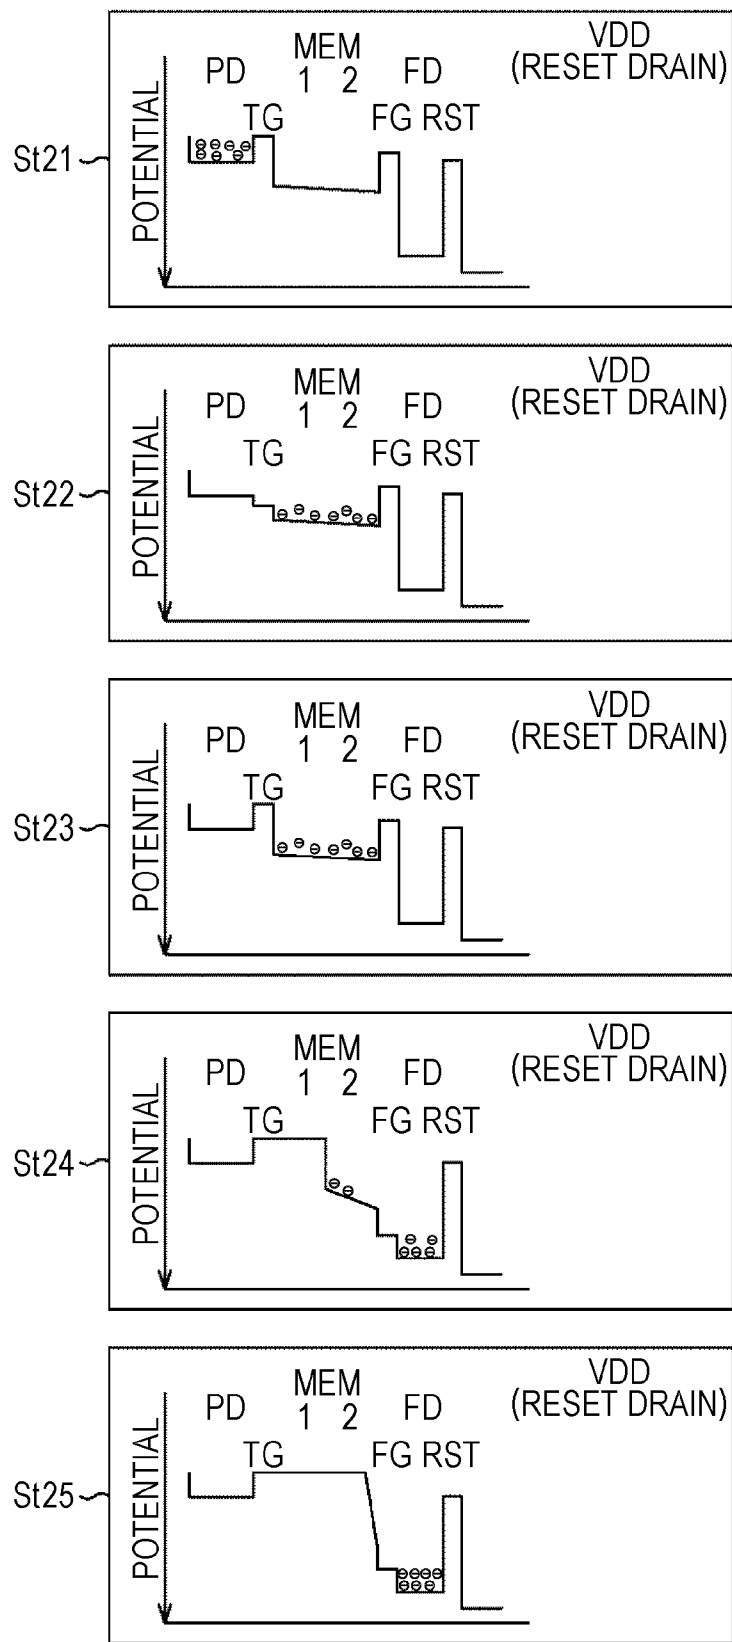 St21
POTENTIAL
PD
TG
MEM
1 2
FD
FG RST
VDD
(RESET DRAIN)
St22
POTENTIAL
PD
TG
MEM
1 2
FD
FG RST
VDD
(RESET DRAIN)
St23
POTENTIAL
PD
TG
MEM
1 2
FD
FG RST
VDD
(RESET DRAIN)
St24
POTENTIAL
PD
TG
MEM
1 2
FD
FG RST
VDD
(RESET DRAIN)
St25
POTENTIAL
PD
TG
MEM
1 2
FD
FG RST
VDD
(RESET DRAIN)